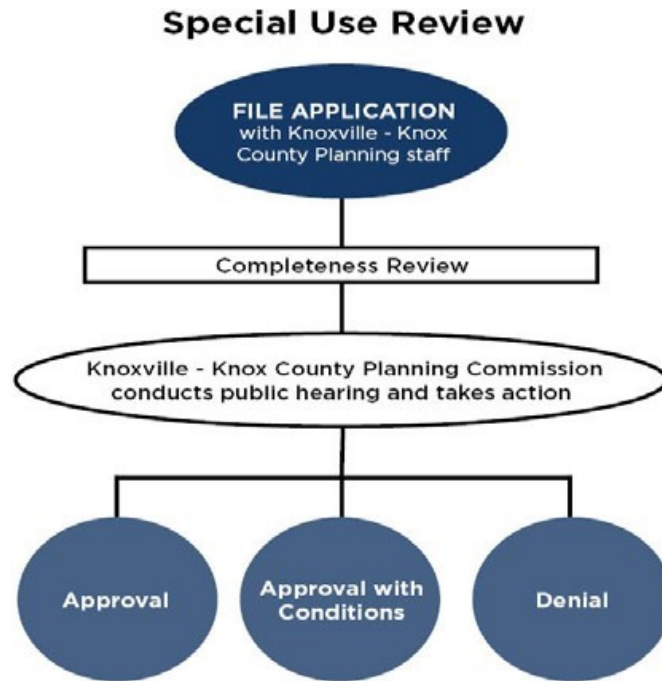 Special Use Review
FILE APPLICATION
with Knoxville - Knox
County Planning staff
Completeness Review
Knoxville - Knox County Planning Commission
conducts public hearing and takes action
Approval
Approval with
Conditions
Denial